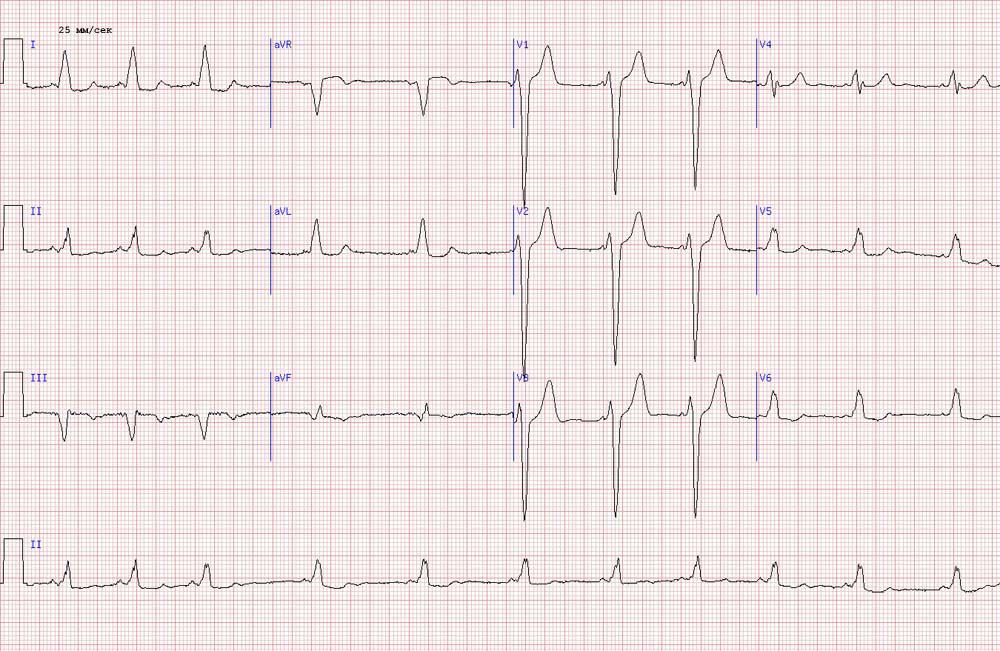 25 мм/сек
I aVR V1 V4
II aVL V2 V5
III aVF V3 V6
II